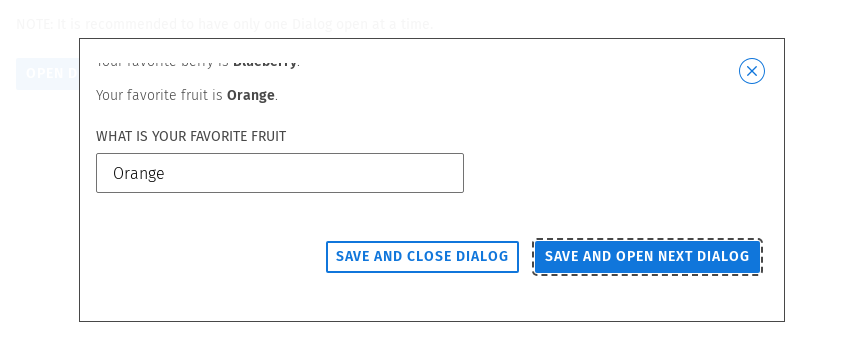 NOTE: It is recommended to have only one Dialog open at a time.
OPEN D
Your favorite berry is Blueberry.
Your favorite fruit is Orange.
WHAT IS YOUR FAVORITE FRUIT
Orange
SAVE AND CLOSE DIALOG SAVE AND OPEN NEXT DIALOG